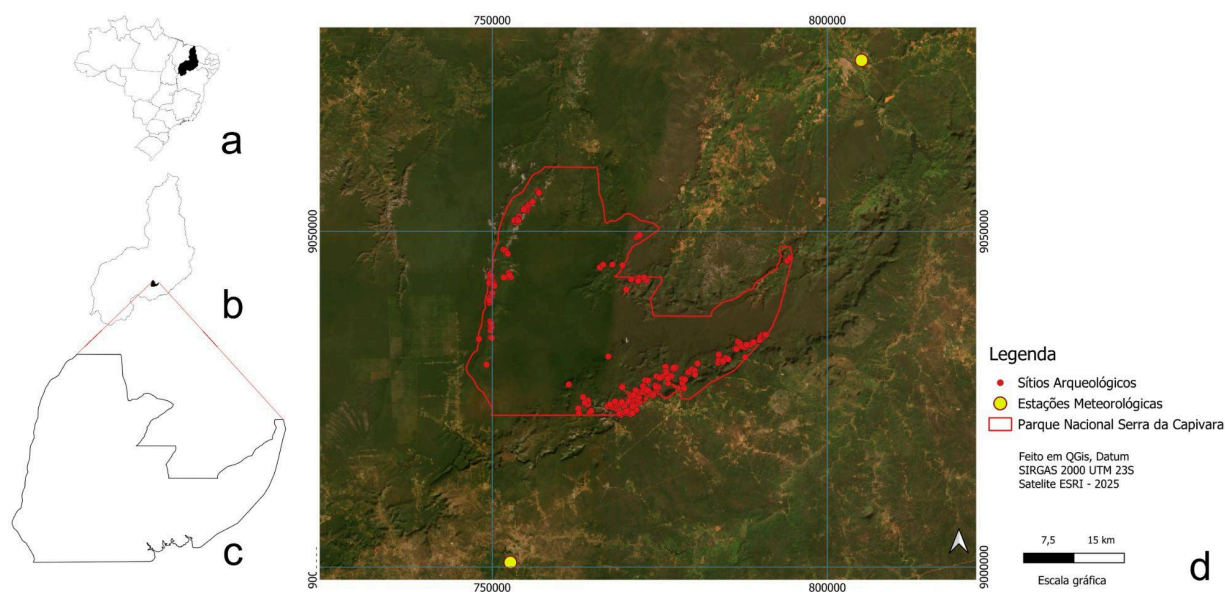 a
b
c
750000
800000
9050000
9050000
900
9000000
750000
800000
Legenda
Sítios Arqueológicos
Estações Meteorológicas
Parque Nacional Serra da Capivara
Feito em QGis, Datum
SIRGAS 2000 UTM 23S
Satelite ESRI - 2025
7,5 15 km
Escala gráfica
d